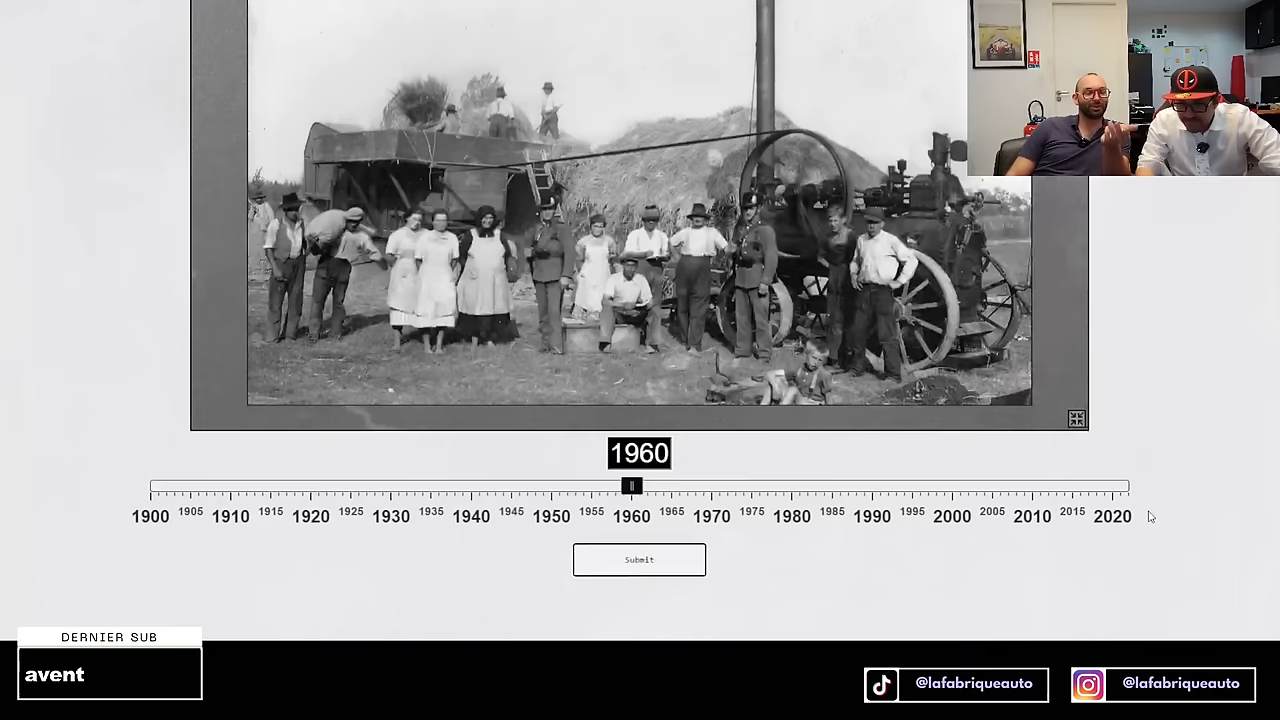 1960
1900 1905 1910 1915 1920 1925 1930 1935 1940 1945 1950 1955 1960 1965 1970 1975 1980 1985 1990 1995 2000 2005 2010 2015 2020
Submit
DERNIER SUB
avent
@lafabriqueauto
@lafabriqueauto